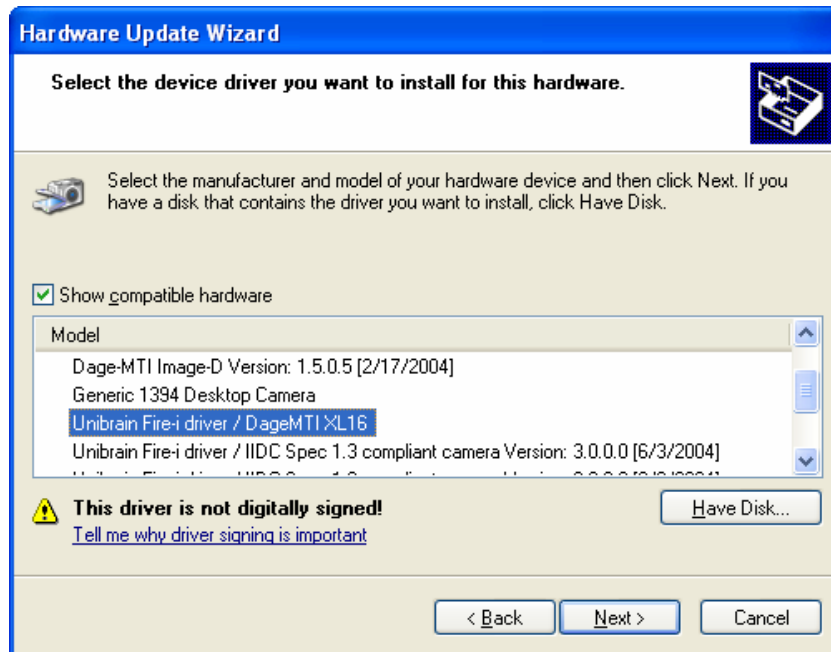 Hardware Update Wizard
Select the device driver you want to install for this hardware.
Select the manufacturer and model of your hardware device and then click Next. If you
have a disk that contains the driver you want to install, click Have Disk.
Show compatible hardware
Model
Dage-MTI Image-D Version: 1.5.0.5 [2/17/2004]
Generic 1394 Desktop Camera
Unibrain Fire-i driver / DageMTI XL16
Unibrain Fire-i driver / IIDC Spec 1.3 compliant camera Version: 3.0.0.0 [6/3/2004]
This driver is not digitally signed!
Have Disk...
Tell me why driver signing is important
< Back
Next >
Cancel